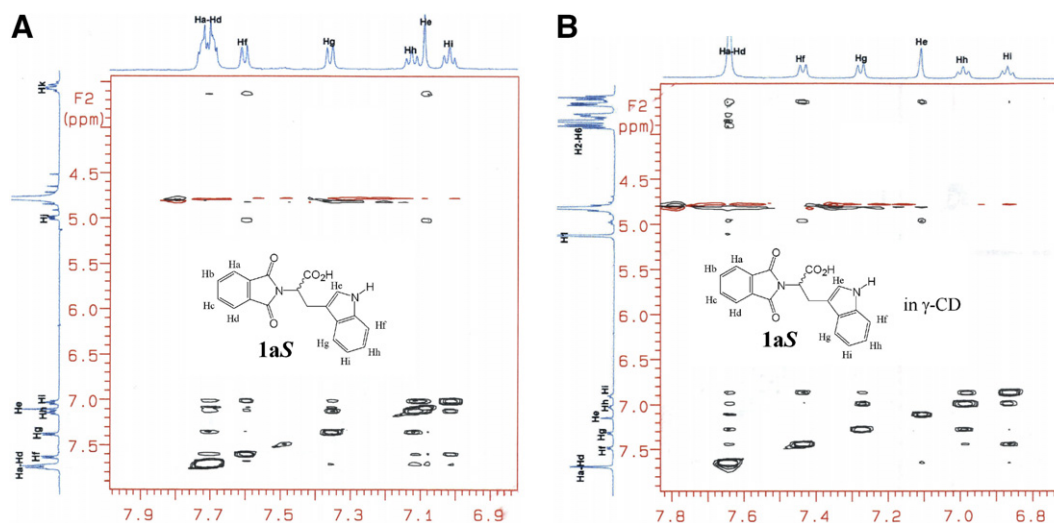 A
Ha-Hd
Hf
Hg
Hh
He
Hi
Hk
F2
(ppm)
4.5
Hj
5.0
5.5
6.0
6.5
7.0
7.5
He
Hh Hi
Hg
Hf
Ha-Hd
O
CO₂H
Ha
Hb
Hc
Hd
N
O
He
N
H
Hf
Hg
Hh
Hi
1aS
7.9
7.7
7.5
7.3
7.1
6.9
B
Ha-Hd
Hf
Hg
He
Hh
Hi
H2-H6
F2
ppm)
4.5
H1
5.0
5.5
6.0
6.5
7.0
7.5
Hh Hi
He
Hg
Hf
Ha-Hd
O
CO₂H
Ha
Hb
Hc
Hd
N
O
He
N
H
Hf
Hg
Hh
Hi
1aS
in γ-CD
7.8
7.6
7.4
7.2
7.0
6.8